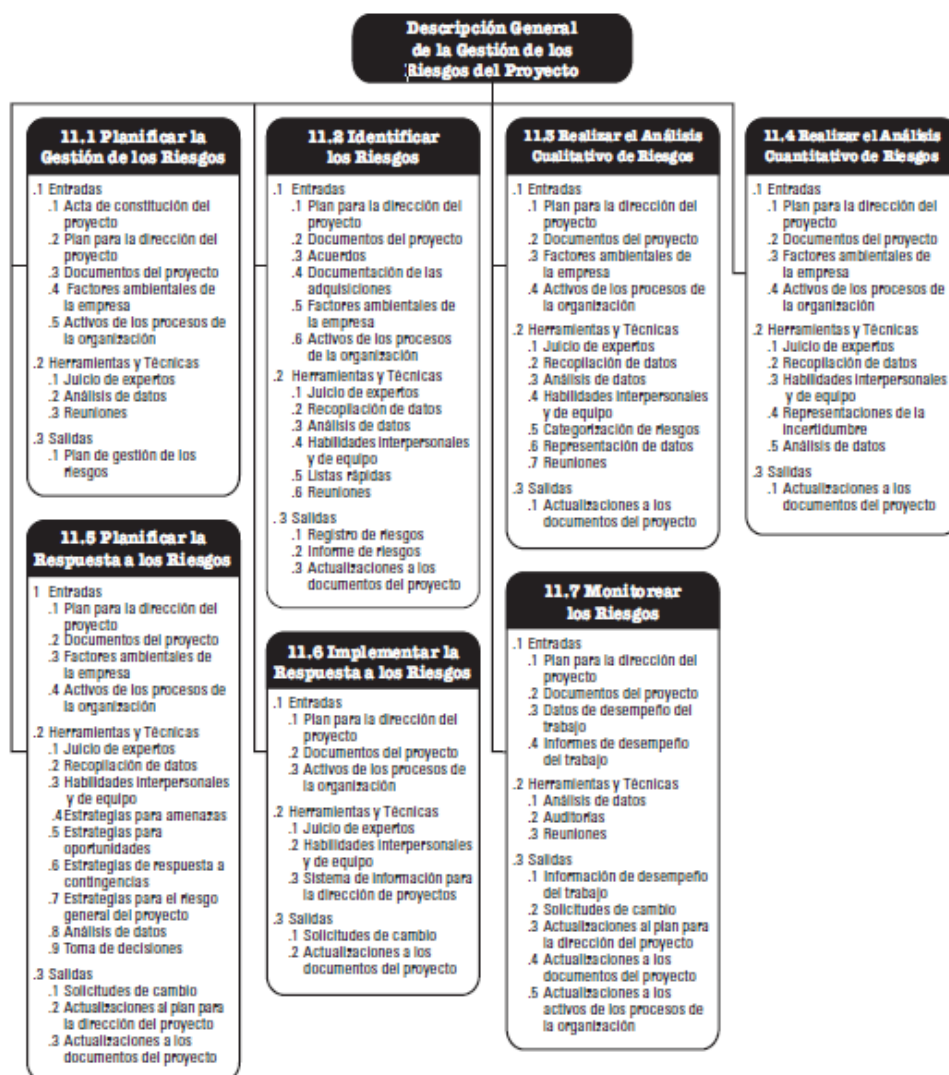 Descripción General
de la Gestión de los
Riesgos del Proyecto
11.1 Planificar la
Gestión de los Riesgos
.1 Entradas
.1 Acta de constitución del
proyecto
.2 Plan para la dirección del
proyecto
.3 Documentos del proyecto
.4 Factores ambientales de
la empresa
.5 Activos de los procesos de
la organización
.2 Herramientas y Técnicas
.1 Juicio de expertos
.2 Análisis de datos
.3 Reuniones
.3 Salidas
.1 Plan de gestión de los
riesgos
11.2 Identificar
los Riesgos
.1 Entradas
.1 Plan para la dirección del
proyecto
.2 Documentos del proyecto
.3 Acuerdos
.4 Documentación de las
adquisiciones
.5 Factores ambientales de
la empresa
.6 Activos de los procesos
de la organización
.2 Herramientas y Técnicas
.1 Juicio de expertos
.2 Recopilación de datos
.3 Análisis de datos
.4 Habilidades interpersonales
y de equipo
.5 Listas rápidas
.6 Reuniones
.3 Salidas
.1 Registro de riesgos
.2 Informe de riesgos
.3 Actualizaciones a los
documentos del proyecto
11.3 Realizar el Análisis
Cualitativo de Riesgos
.1 Entradas
.1 Plan para la dirección del
proyecto
.2 Documentos del proyecto
.3 Factores ambientales de
la empresa
.4 Activos de los procesos de
la organización
.2 Herramientas y Técnicas
.1 Juicio de expertos
.2 Recopilación de datos
.3 Análisis de datos
.4 Habilidades interpersonales
y de equipo
.5 Categorización de riesgos
.6 Representación de datos
.7 Reuniones
.3 Salidas
.1 Actualizaciones a los
documentos del proyecto
11.4 Realizar el Análisis
Cuantitativo de Riesgos
.1 Entradas
.1 Plan para la dirección del
proyecto
.2 Documentos del proyecto
.3 Factores ambientales de
la empresa
.4 Activos de los procesos de
la organización
.2 Herramientas y Técnicas
.1 Juicio de expertos
.2 Recopilación de datos
.3 Habilidades interpersonales
y de equipo
.4 Representaciones de la
incertidumbre
.5 Análisis de datos
.3 Salidas
.1 Actualizaciones a los
documentos del proyecto
11.5 Planificar la
Respuesta a los Riesgos
1 Entradas
.1 Plan para la dirección del
proyecto
.2 Documentos del proyecto
.3 Factores ambientales de
la empresa
.4 Activos de los procesos de
la organización
.2 Herramientas y Técnicas
.1 Juicio de expertos
.2 Recopilación de datos
.3 Habilidades interpersonales
y de equipo
.4 Estrategias para amenazas
.5 Estrategias para
oportunidades
.6 Estrategias de respuesta a
contingencias
.7 Estrategias para el riesgo
general del proyecto
.8 Análisis de datos
.9 Toma de decisiones
.3 Salidas
.1 Solicitudes de cambio
.2 Actualizaciones al plan para
la dirección del proyecto
.3 Actualizaciones a los
documentos del proyecto
11.6 Implementar la
Respuesta a los Riesgos
.1 Entradas
.1 Plan para la dirección del
proyecto
.2 Documentos del proyecto
.3 Activos de los procesos de
la organización
.2 Herramientas y Técnicas
.1 Juicio de expertos
.2 Habilidades interpersonales
y de equipo
.3 Sistema de información para
la dirección de proyectos
.3 Salidas
.1 Solicitudes de cambio
.2 Actualizaciones a los
documentos del proyecto
11.7 Monitorear
los Riesgos
.1 Entradas
.1 Plan para la dirección del
proyecto
.2 Documentos del proyecto
.3 Datos de desempeño del
trabajo
.4 Informes de desempeño
del trabajo
.2 Herramientas y Técnicas
.1 Análisis de datos
.2 Auditorías
.3 Reuniones
.3 Salidas
.1 Información de desempeño
del trabajo
.2 Solicitudes de cambio
.3 Actualizaciones al plan para
la dirección del proyecto
.4 Actualizaciones a los
documentos del proyecto
.5 Actualizaciones a los
activos de los procesos de
la organización